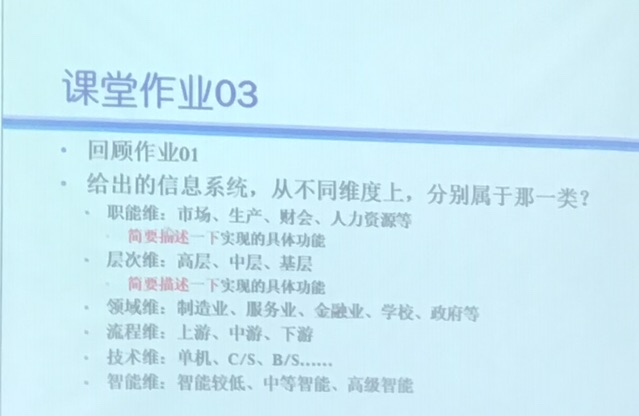 课堂作业03
• 回顾作业01
• 给出的信息系统，从不同维度上，分别属于那一类？
• 职能维：市场、生产、财会、人力资源等
• 简要描述一下实现的具体功能
• 层次维：高层、中层、基层
• 简要描述一下实现的具体功能
• 领域维：制造业、服务业、金融业、学校、政府等
• 流程维：上游、中游、下游
• 技术维：单机、C/S、B/S……
• 智能维：智能较低、中等智能、高级智能